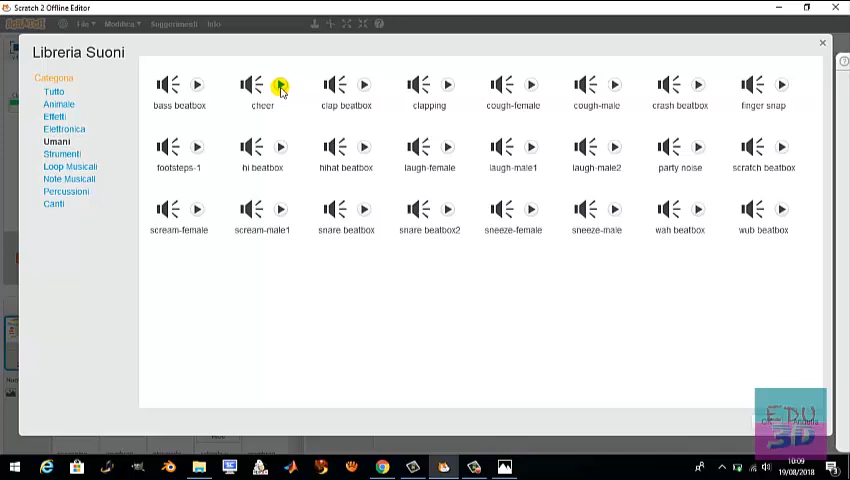 Scratch 2 Offline Editor
File
Modifica
Suggerimenti
Info
Libreria Suoni
Categoria
Tutto
Animale
Effetti
Elettronica
Umani
Strumenti
Loop Musicali
Note Musicali
Percussioni
Canti
bass beatbox
cheer
clap beatbox
clapping
cough-female
cough-male
crash beatbox
finger snap
footsteps-1
hi beatbox
hihat beatbox
laugh-female
laugh-male1
laugh-male2
party noise
scratch beatbox
scream-female
scream-male1
snare beatbox
snare beatbox2
sneeze-female
sneeze-male
wah beatbox
wub beatbox
EDU
3D
10:09
19/08/2018